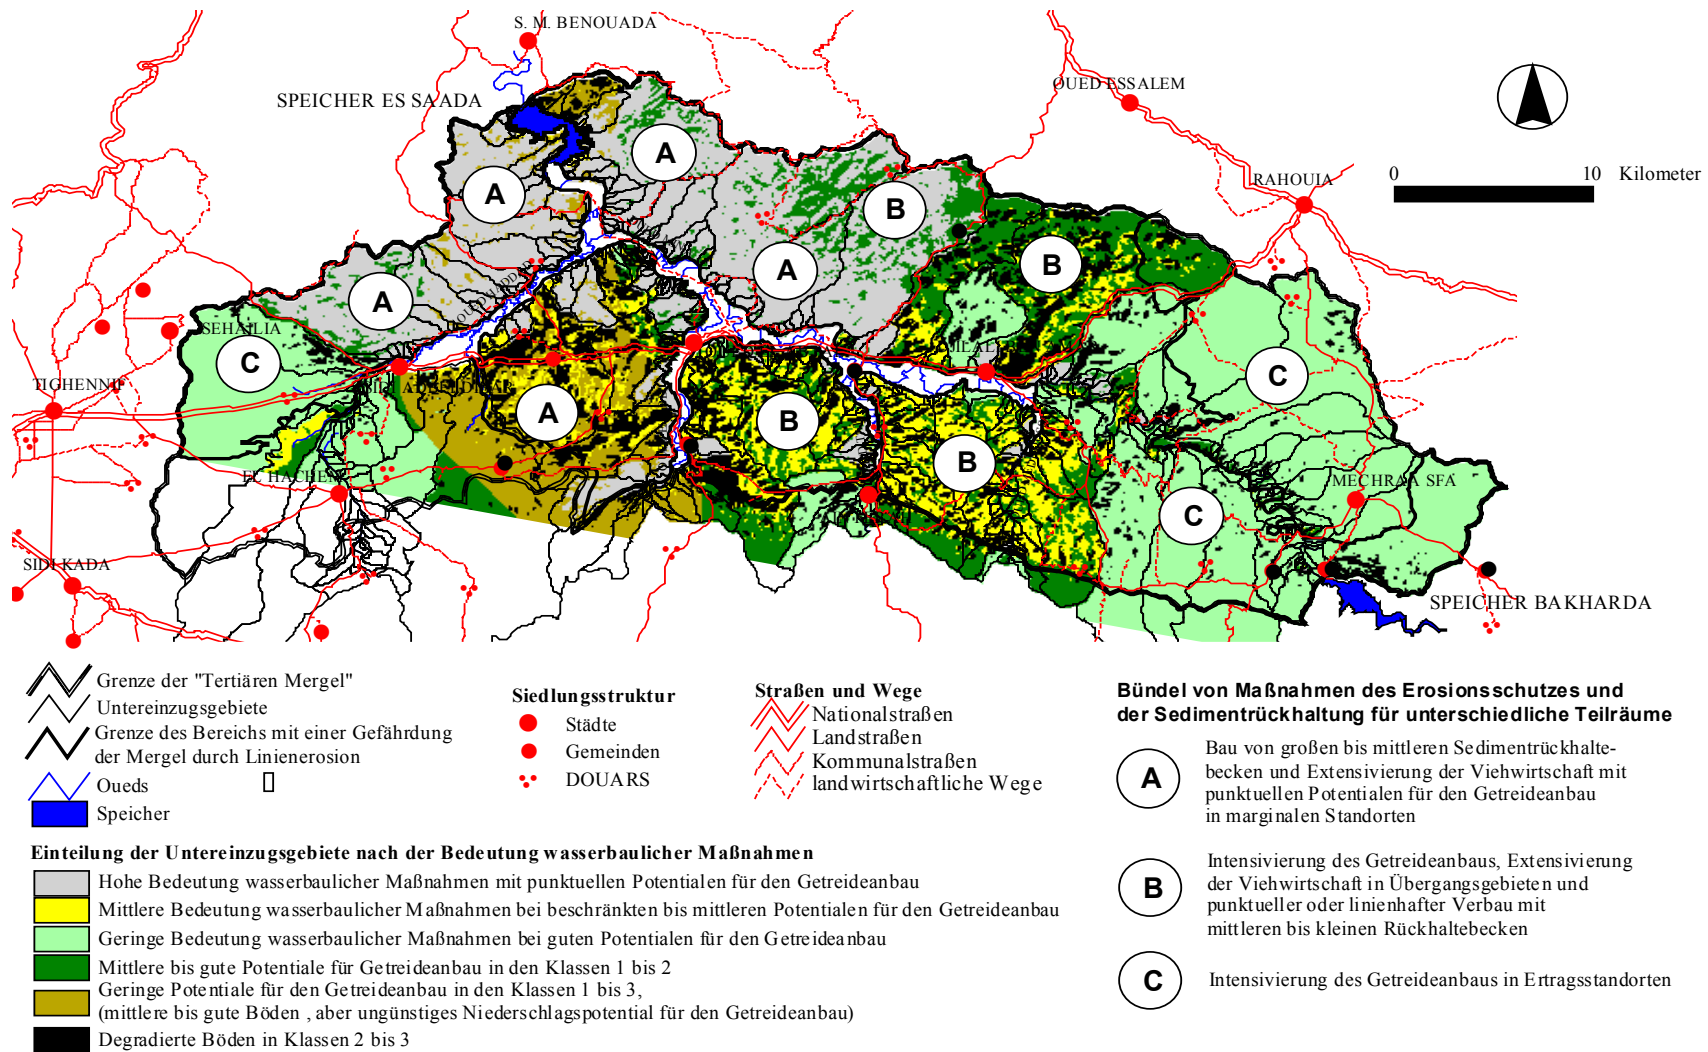 S. M. BENOUADA
SPEICHER ES SAADA
OUED ESSALEM
RAHOUIA
0 10 Kilometer
A
A
B
A
B
A
SEHAILIA
C
TIGHENNIF
C
A
B
B
EL HACHEM
MECHRAA SFA
C
SIDI KADA
SPEICHER BAKHARDA
Grenze der "Tertiären Mergel"
Untereinzugsgebiete
Grenze des Bereichs mit einer Gefährdung
der Mergel durch Linienerosion
Oueds
Speicher
Siedlungsstruktur
Städte
Gemeinden
DOUARS
Straßen und Wege
Nationalstraßen
Landstraßen
Kommunalstraßen
landwirtschaftliche Wege
Einteilung der Untereinzugsgebiete nach der Bedeutung wasserbaulicher Maßnahmen
Hohe Bedeutung wasserbaulicher Maßnahmen mit punktuellen Potentialen für den Getreideanbau
Mittlere Bedeutung wasserbaulicher Maßnahmen bei beschränkten bis mittleren Potentialen für den Getreideanbau
Geringe Bedeutung wasserbaulicher Maßnahmen bei guten Potentialen für den Getreideanbau
Mittlere bis gute Potentiale für Getreideanbau in den Klassen 1 bis 2
Geringe Potentiale für den Getreideanbau in den Klassen 1 bis 3,
(mittlere bis gute Böden , aber ungünstiges Niederschlagspotential für den Getreideanbau)
Degradierte Böden in Klassen 2 bis 3
Bündel von Maßnahmen des Erosionsschutzes und
der Sedimentrückhaltung für unterschiedliche Teilräume
A
Bau von großen bis mittleren Sedimentrückhalte-
becken und Extensivierung der Viehwirtschaft mit
punktuellen Potentialen für den Getreideanbau
in marginalen Standorten
B
Intensivierung des Getreideanbaus, Extensivierung
der Viehwirtschaft in Übergangsgebieten und
punktueller oder linienhafter Verbau mit
mittleren bis kleinen Rückhaltebecken
C
Intensivierung des Getreideanbaus in Ertragsstandorten